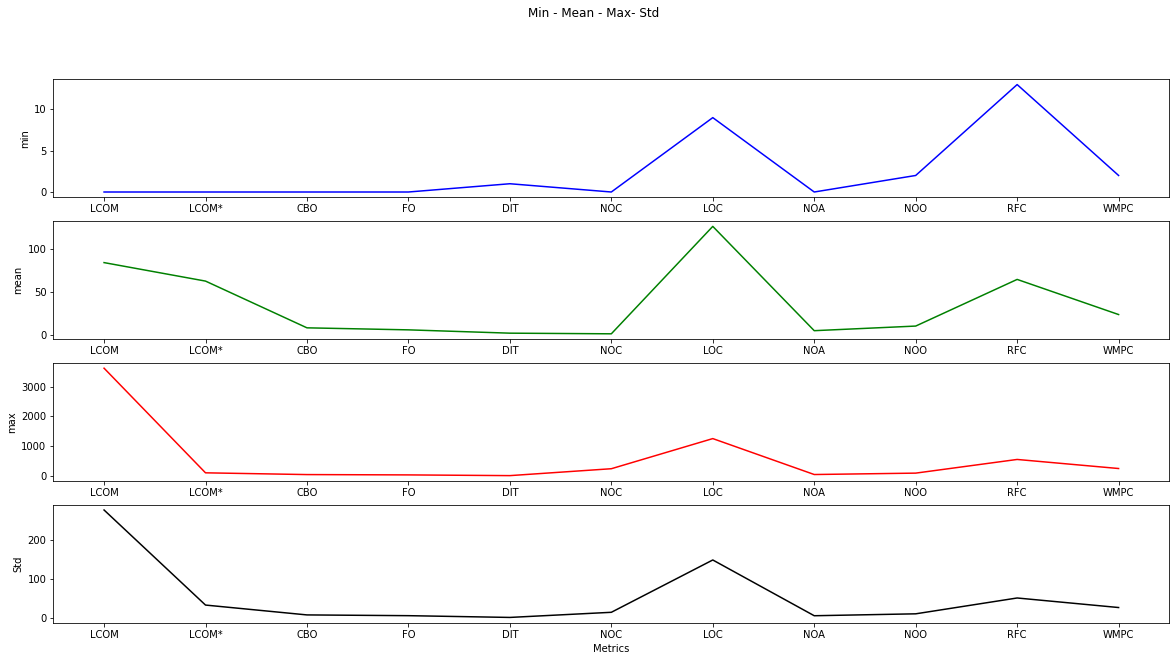 Min - Mean - Max- Std
10
5
0
min
LCOM LCOM* CBO FO DIT NOC LOC NOA NOO RFC WMPC
100
50
0
mean
LCOM LCOM* CBO FO DIT NOC LOC NOA NOO RFC WMPC
3000
2000
1000
0
max
LCOM LCOM* CBO FO DIT NOC LOC NOA NOO RFC WMPC
200
100
0
Std
LCOM LCOM* CBO FO DIT NOC LOC NOA NOO RFC WMPC
Metrics